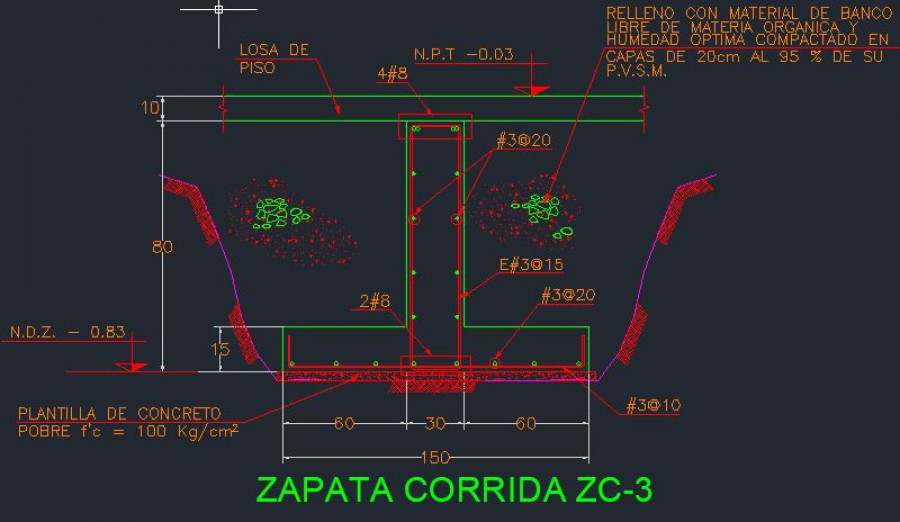 RELLENO CON MATERIAL DE BANCO
LIBRE DE MATERIA ORGANICA Y
HUMEDAD OPTIMA COMPACTADO EN
CAPAS DE 20cm AL 95 % DE SU
P.V.S.M.
LOSA DE
PISO
N.P.T -0.03
4#8
10
#3@20
80
E#3@15
2#8
#3@20
N.D.Z. - 0.83
15
PLANTILLA DE CONCRETO
POBRE f'c = 100 Kg/cm²
#3@10
60
30
60
150
ZAPATA CORRIDA ZC-3